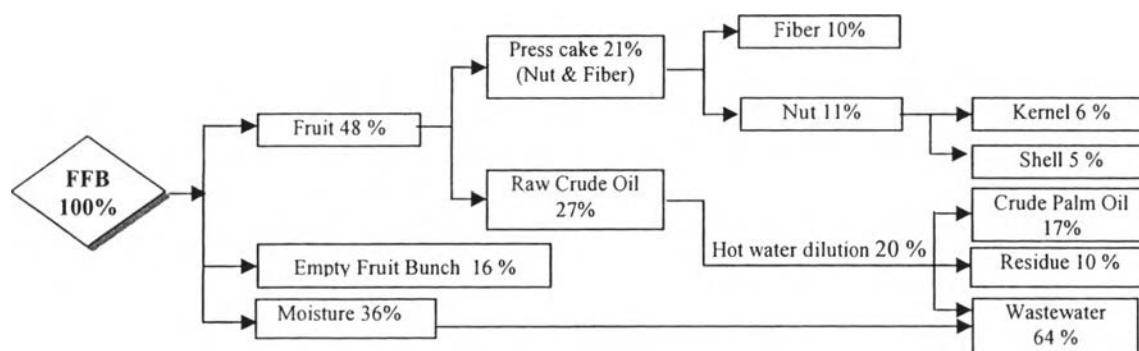 Fiber 10%
Press cake 21%
(Nut & Fiber)
Fruit 48 %
Nut 11%
Kernel 6 %
Shell 5 %
FFB
100%
Raw Crude Oil
27%
Crude Palm Oil
17%
Hot water dilution 20 %
Empty Fruit Bunch 16 %
Residue 10 %
Moisture 36%
Wastewater
64 %